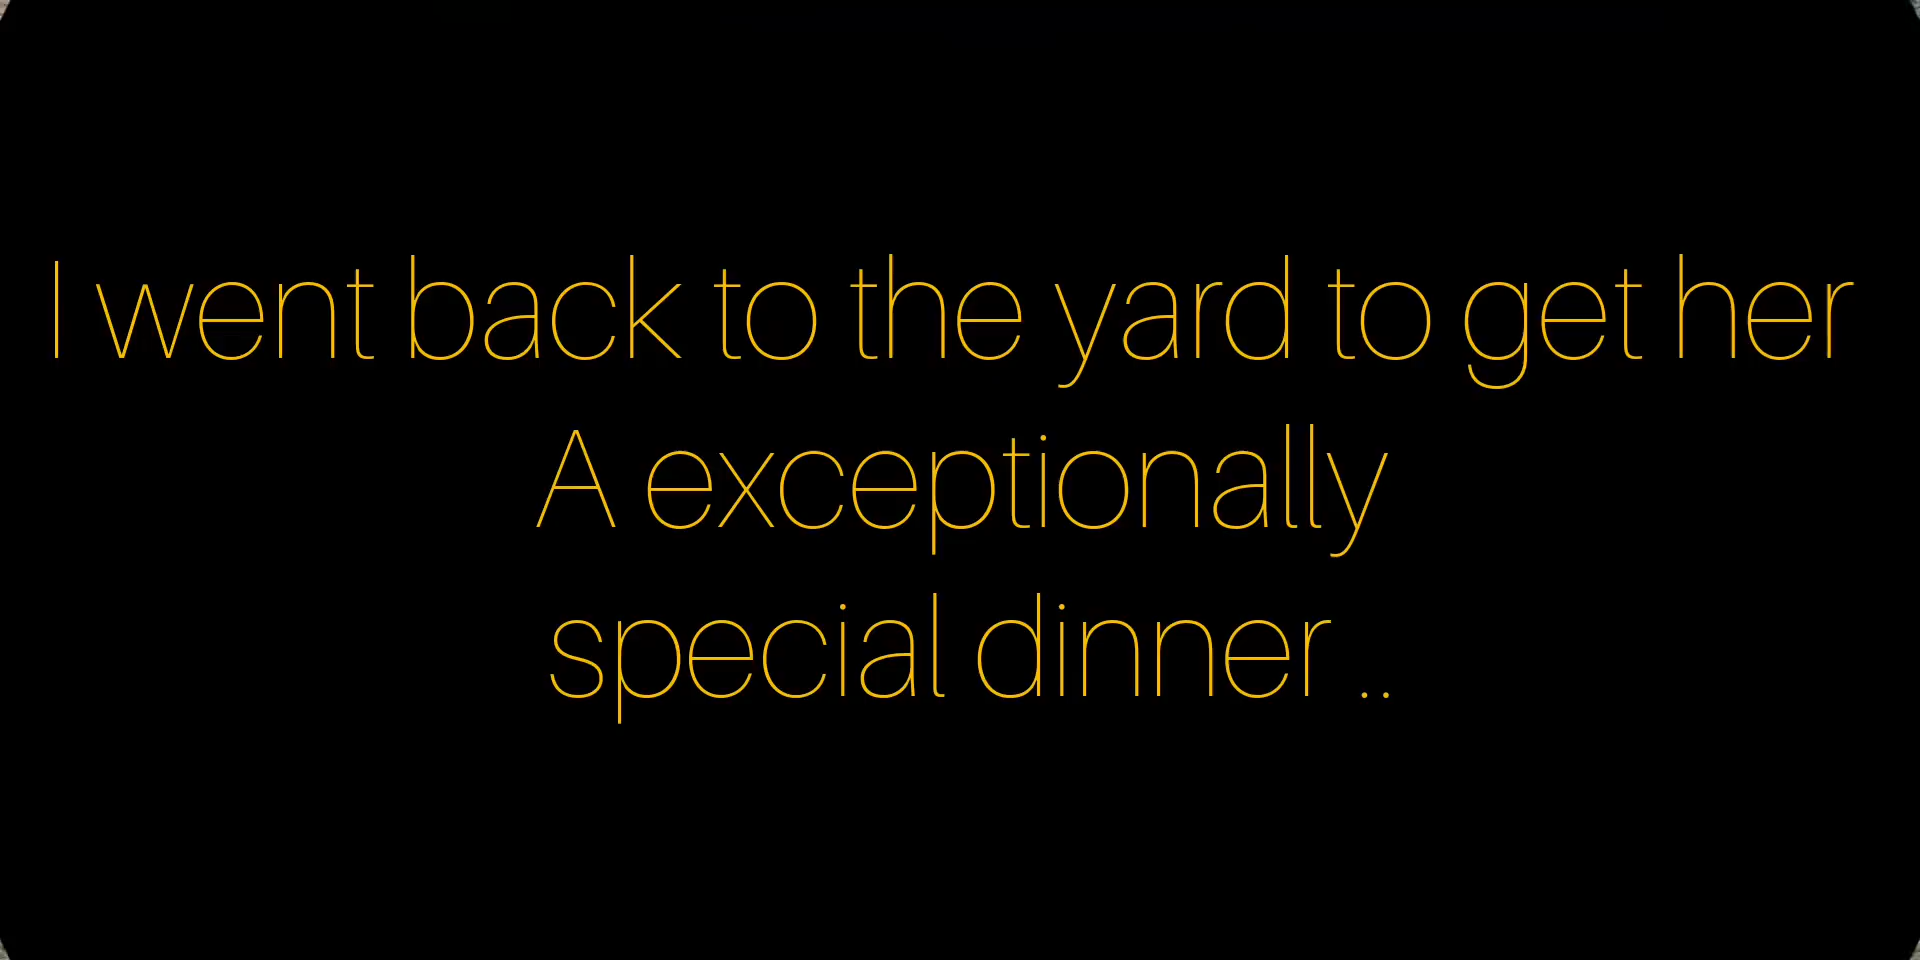 I went back to the yard to get her
A exceptionally
special dinner ..